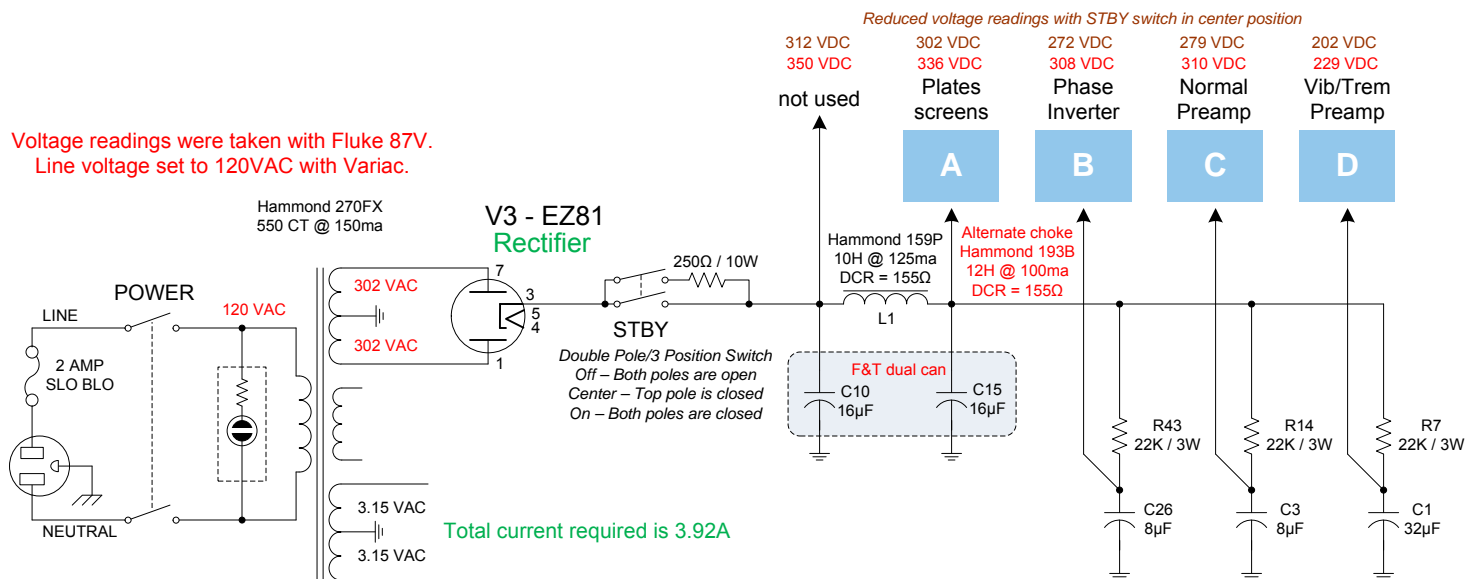 Reduced voltage readings with STBY switch in center position
312 VDC
350 VDC
not used
302 VDC
336 VDC
Plates
screens
A
272 VDC
308 VDC
Phase
Inverter
B
279 VDC
310 VDC
Normal
Preamp
C
202 VDC
229 VDC
Vib/Trem
Preamp
D
Voltage readings were taken with Fluke 87V.
Line voltage set to 120VAC with Variac.
Hammond 270FX
550 CT @ 150ma
V3 - EZ81
Rectifier
7
3
5
4
1
302 VAC
302 VAC
250Ω / 10W
STBY
Double Pole/3 Position Switch
Off – Both poles are open
Center – Top pole is closed
On – Both poles are closed
Hammond 159P
10H @ 125ma
DCR = 155Ω
L1
Alternate choke
Hammond 193B
12H @ 100ma
DCR = 155Ω
POWER
LINE
120 VAC
2 AMP
SLO BLO
NEUTRAL
3.15 VAC
3.15 VAC
Total current required is 3.92A
F&T dual can
C10
16µF
C15
16µF
R43
22K / 3W
R14
22K / 3W
R7
22K / 3W
C26
8µF
C3
8µF
C1
32µF